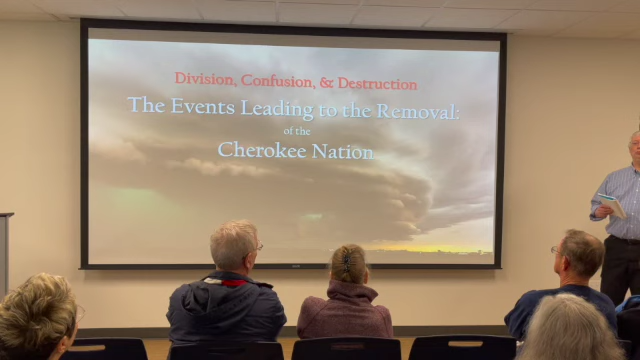 Division, Confusion, & Destruction
The Events Leading to the Removal:
of the
Cherokee Nation